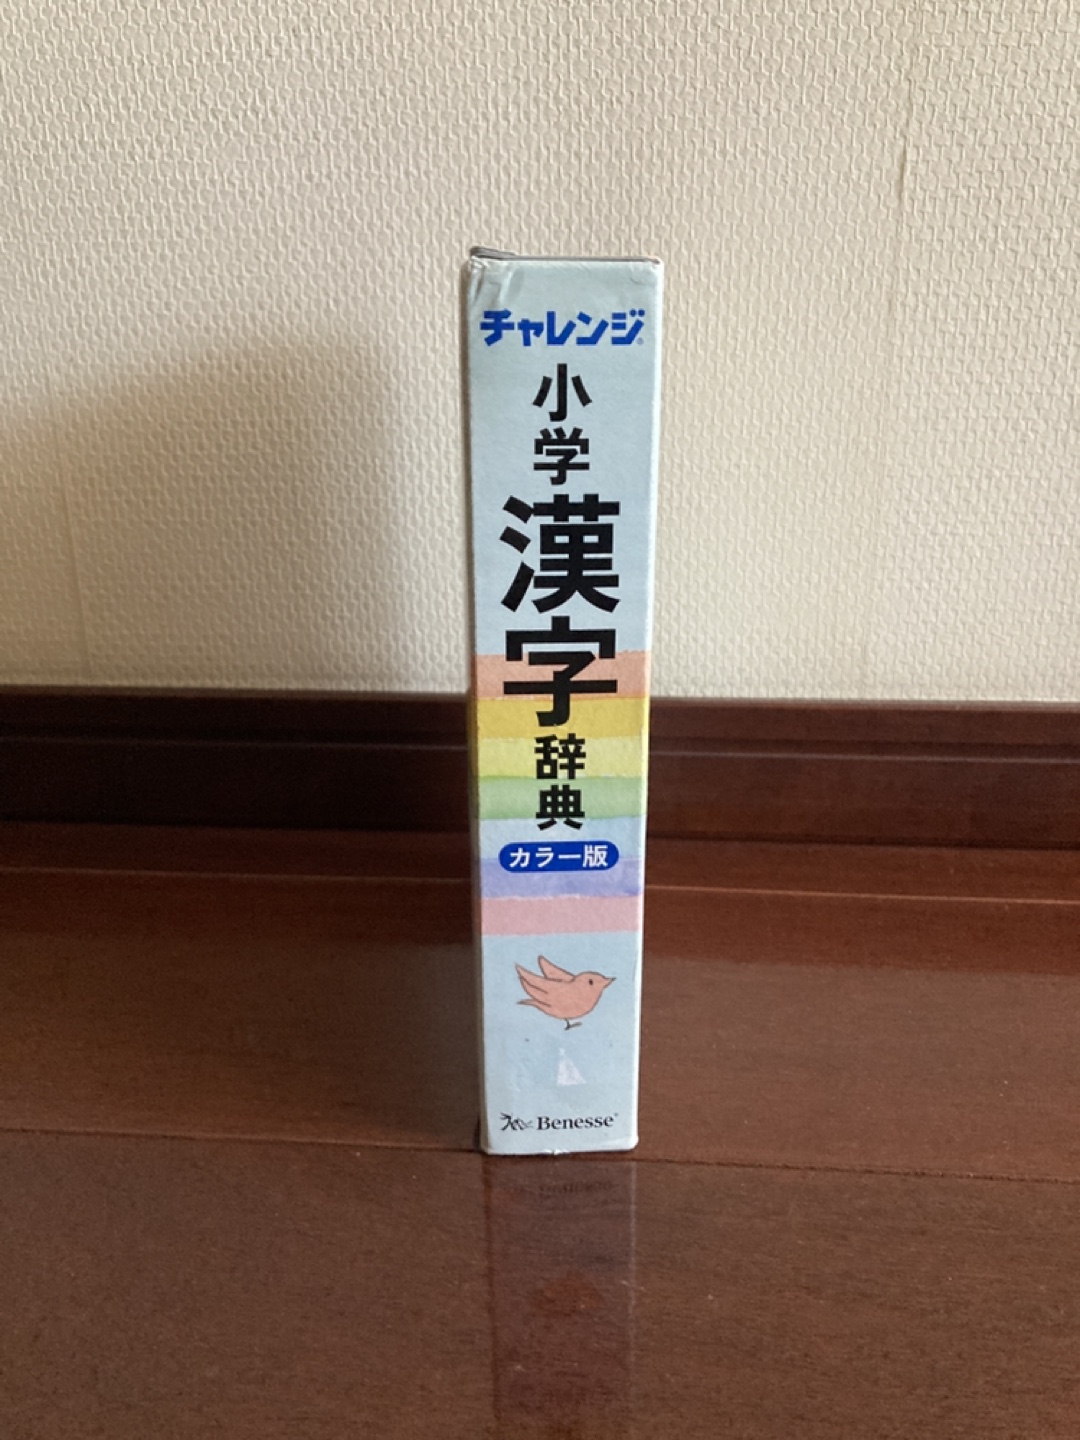 チャレンジ®
小学
漢字
辞典
カラー版
Benesse®